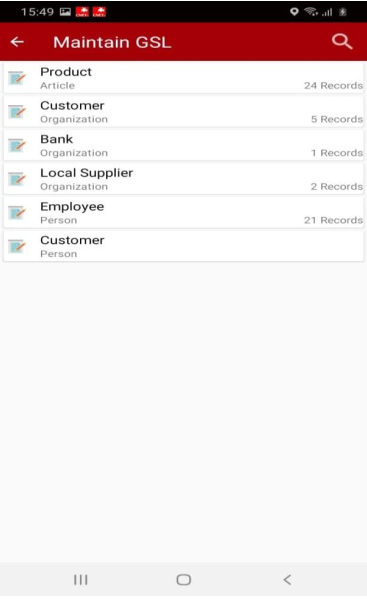 15:49
Maintain GSL
Product
Article 24 Records
Customer
Organization 5 Records
Bank
Organization 1 Records
Local Supplier
Organization 2 Records
Employee
Person 21 Records
Customer
Person